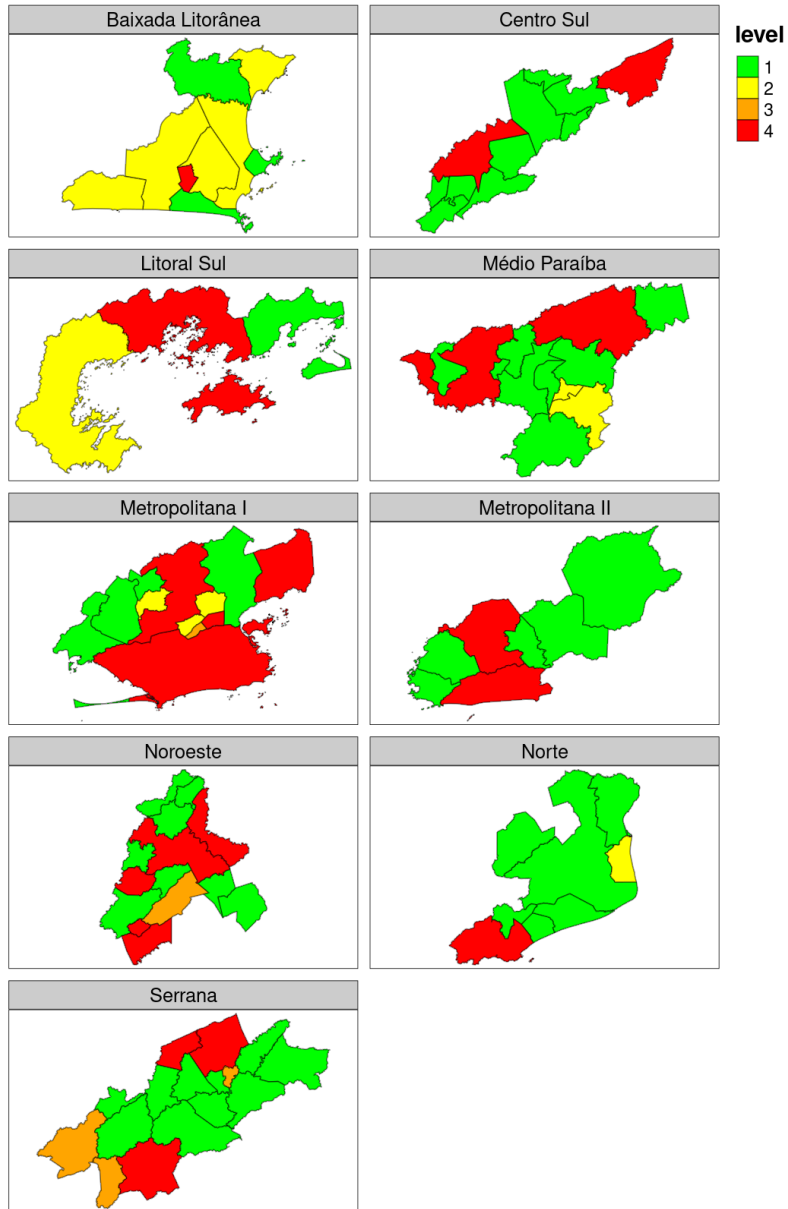 Baixada Litorânea
Centro Sul
level
1
2
3
4
Litoral Sul
Médio Paraíba
Metropolitana I
Metropolitana II
Noroeste
Norte
Serrana